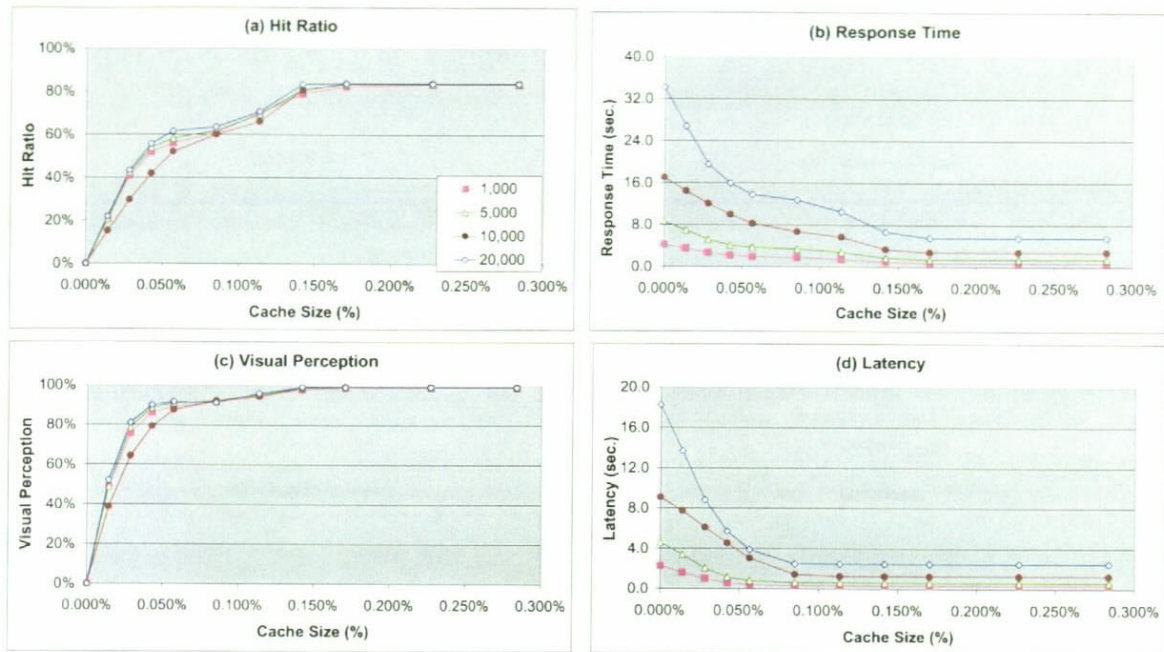 (a) Hit Ratio
100%
80%
60%
40%
20%
0%
Hit Ratio
1,000
5,000
10,000
20,000
0.000% 0.050% 0.100% 0.150% 0.200% 0.250% 0.300%
Cache Size (%)
(b) Response Time
40.0
32.0
24.0
16.0
8.0
0.0
Response Time (sec.)
0.000% 0.050% 0.100% 0.150% 0.200% 0.250% 0.300%
Cache Size (%)
(c) Visual Perception
100%
80%
60%
40%
20%
0%
Visual Perception
0.000% 0.050% 0.100% 0.150% 0.200% 0.250% 0.300%
Cache Size (%)
(d) Latency
20.0
16.0
12.0
8.0
4.0
0.0
Latency (sec.)
0.000% 0.050% 0.100% 0.150% 0.200% 0.250% 0.300%
Cache Size (%)